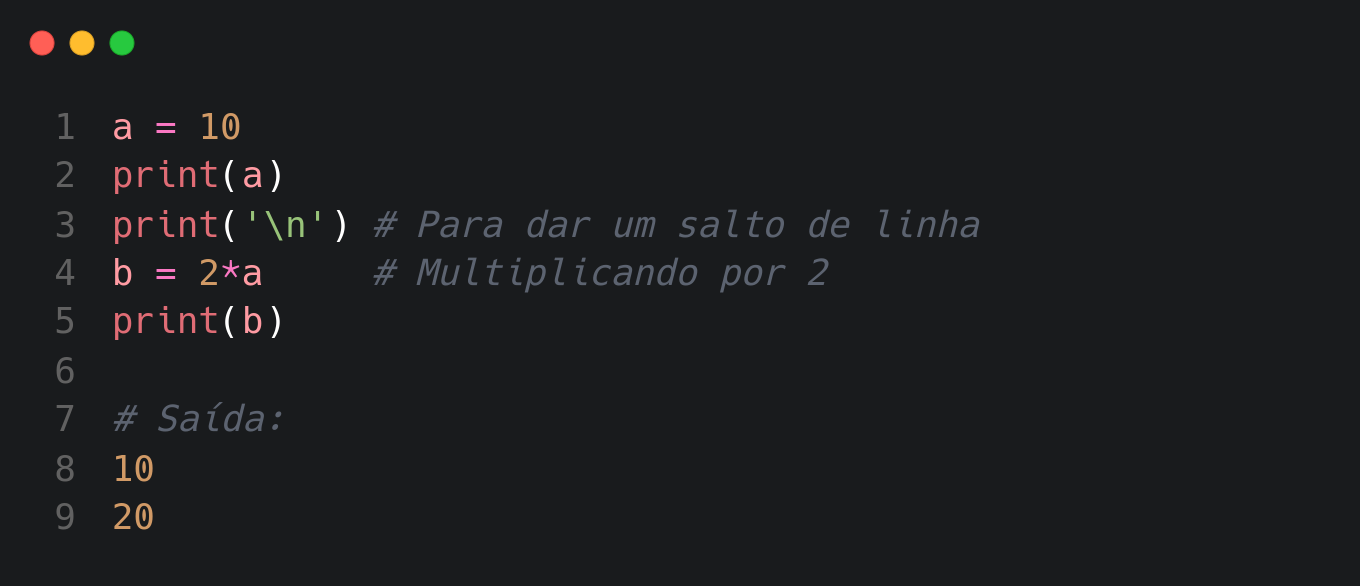 1 a = 10
2 print(a)
3 print('\n') # Para dar um salto de linha
4 b = 2*a     # Multiplicando por 2
5 print(b)
6
7 # Saída:
8 10
9 20